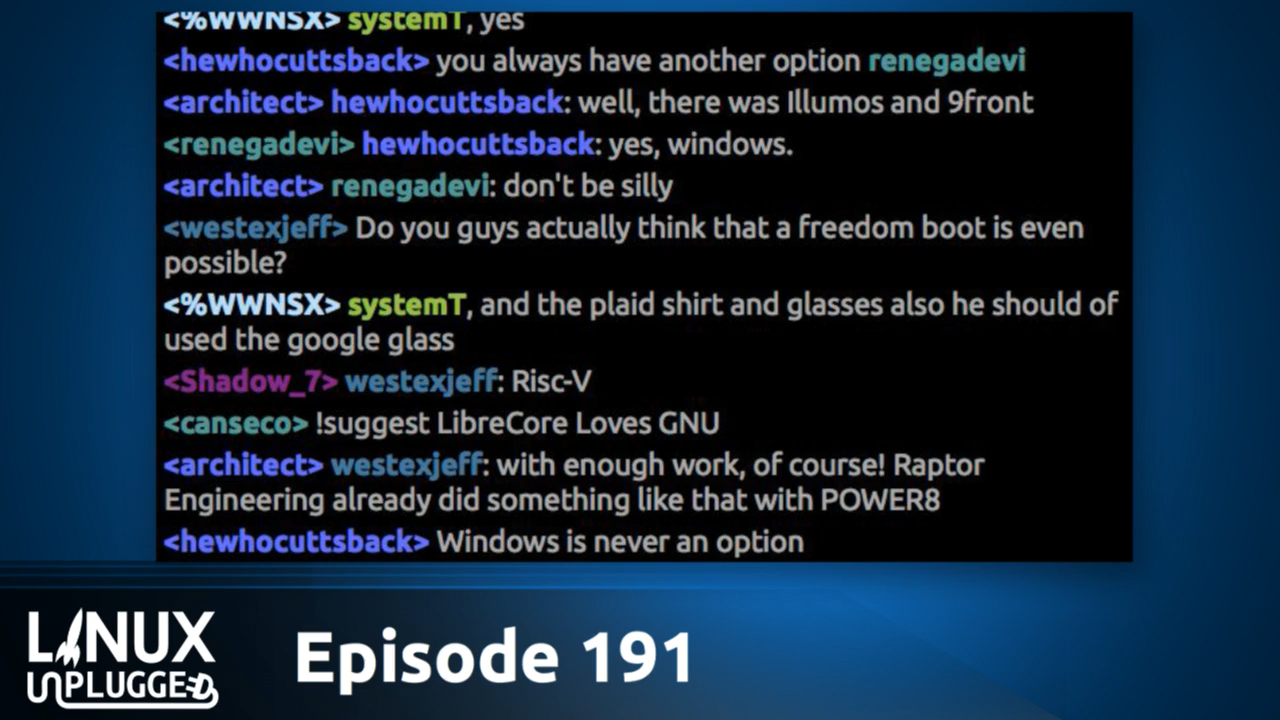 <%WWNSX> systemT, yes
<hewhocuttsback> you always have another option renegadevi
<architect> hewhocuttsback: well, there was Illumos and 9front
<renegadevi> hewhocuttsback: yes, windows.
<architect> renegadevi: don't be silly
<westexjeff> Do you guys actually think that a freedom boot is even
possible?
<%WWNSX> systemT, and the plaid shirt and glasses also he should of
used the google glass
<Shadow_7> westexjeff: Risc-V
<canseco> !suggest LibreCore Loves GNU
<architect> westexjeff: with enough work, of course! Raptor
Engineering already did something like that with POWER8
<hewhocuttsback> Windows is never an option
LINUX
UNPLUGGED
Episode 191